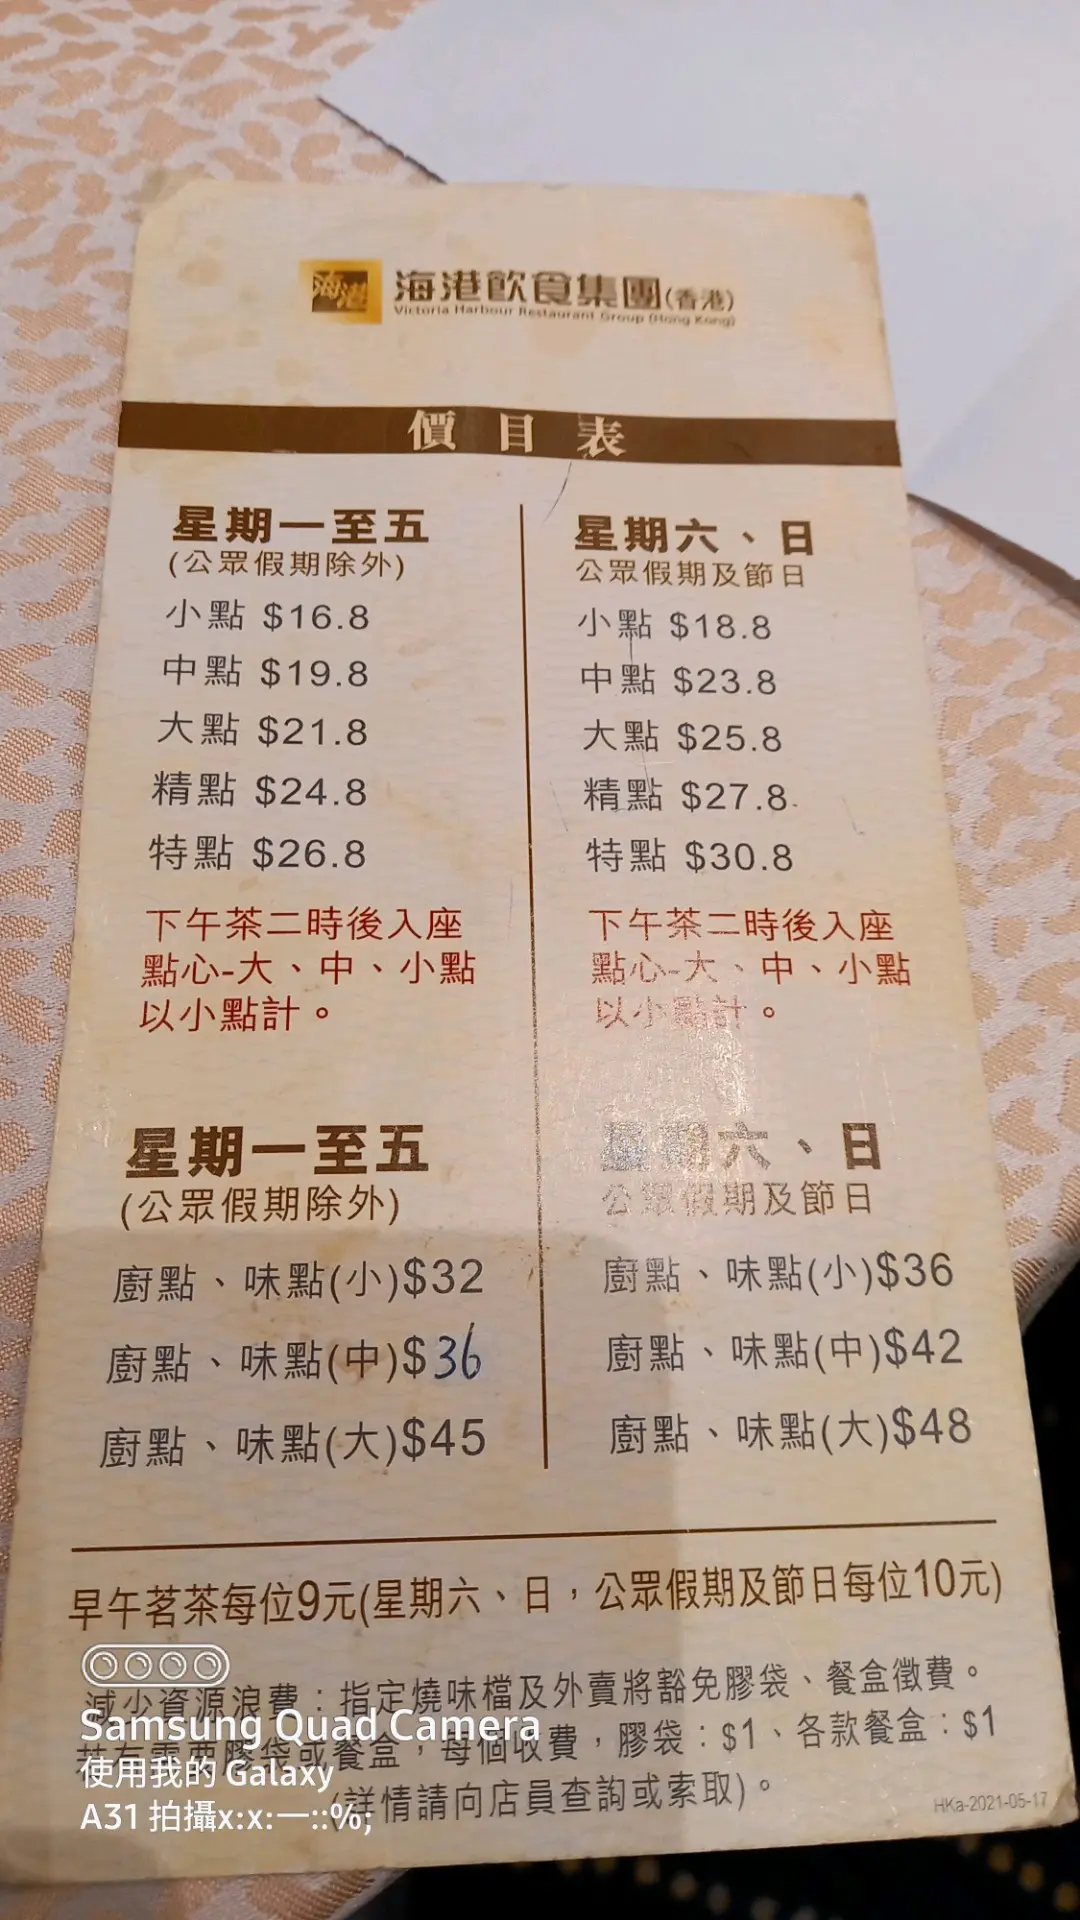 海港
海港飲食集團(香港)
Victoria Harbour Restaurant Group (Hong Kong)
價目表
星期一至五
(公眾假期除外)
小點 $16.8
中點 $19.8
大點 $21.8
精點 $24.8
特點 $26.8
下午茶二時後入座
點心-大、中、小點
以小點計。
星期六、日
公眾假期及節日
小點 $18.8
中點 $23.8
大點 $25.8
精點 $27.8
特點 $30.8
下午茶二時後入座
點心-大、中、小點
以小點計。
星期一至五
(公眾假期除外)
廚點、味點(小)$32
廚點、味點(中)$36
廚點、味點(大)$45
星期六、日
公眾假期及節日
廚點、味點(小)$36
廚點、味點(中)$42
廚點、味點(大)$48
早午茗茶每位9元(星期六、日,公眾假期及節日每位10元)
減少資源浪費:指定燒味檔及外賣將豁免膠袋、餐盒徵費。
膠袋或餐盒,每個收費,膠袋:$1、各款餐盒:$1
(詳情請向店員查詢或索取)。
HKa-2021-05-17
Samsung Quad Camera
使用我的 Galaxy
A31 拍攝x:x:一::%;